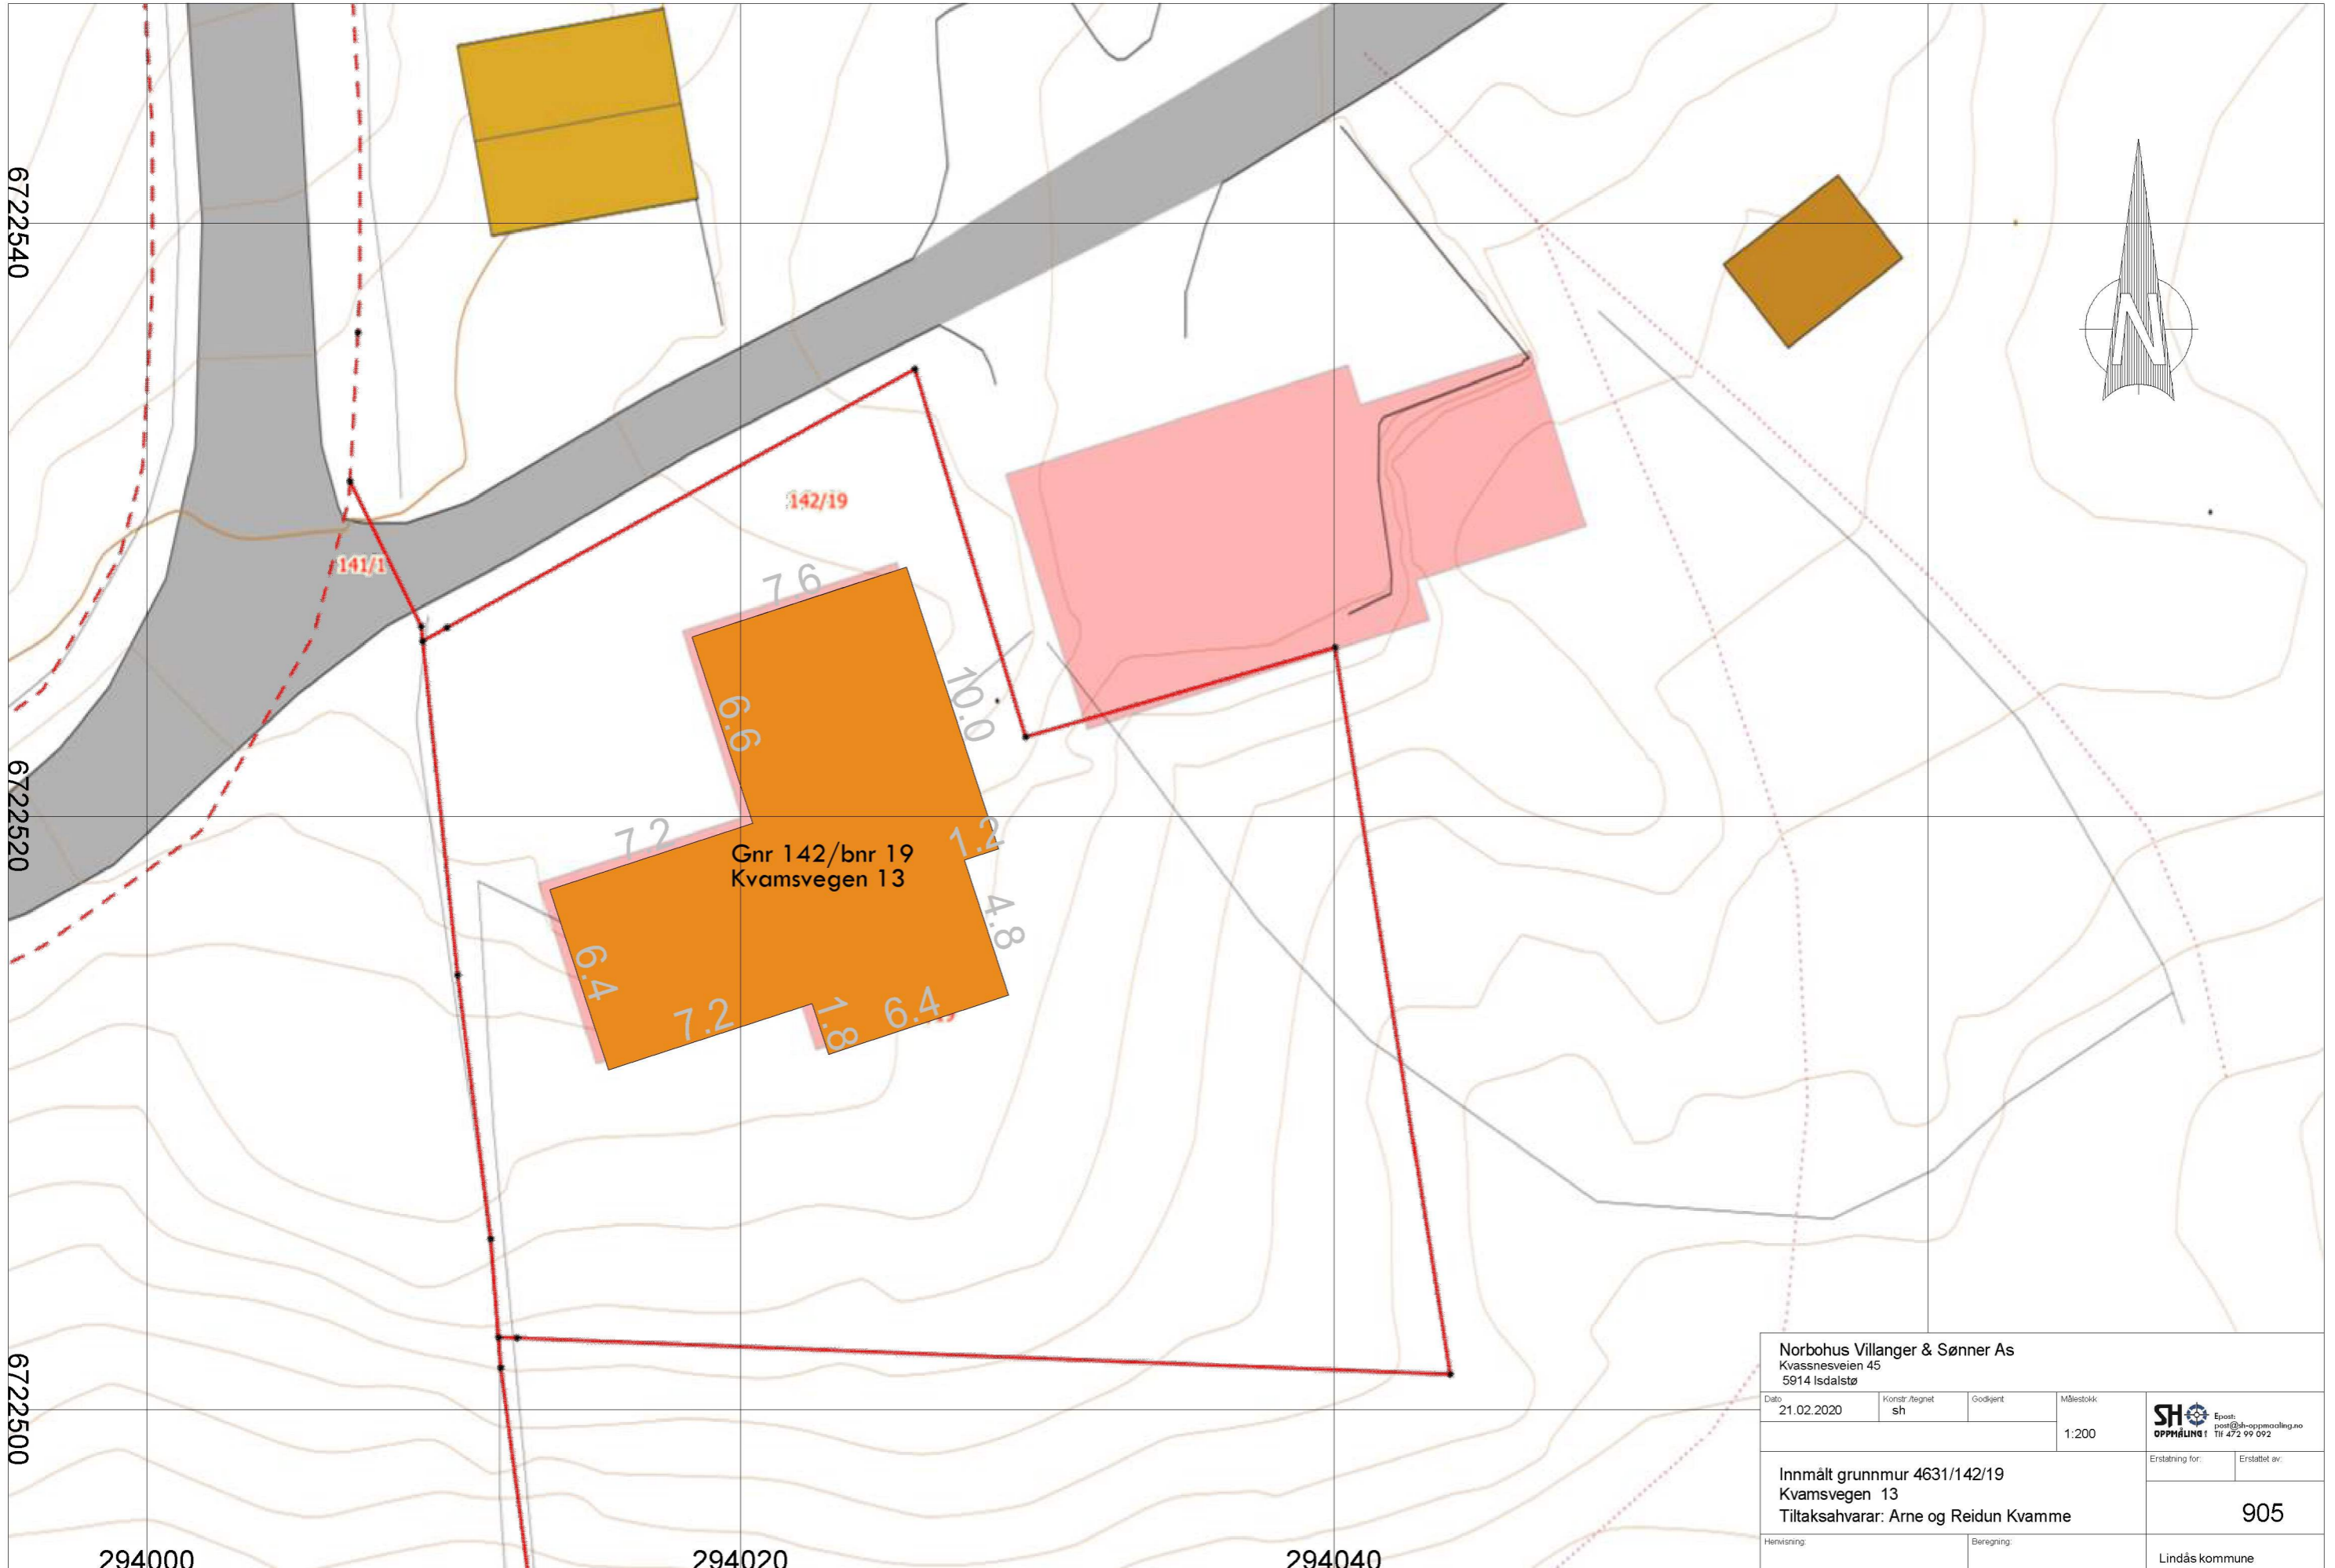 6722540
142/19
141/1
7.6
6.6
10.0
6722520
7.2
1.2
Gnr 142/bnr 19
Kvamsvegen 13
4.8
6.4
7.2
1.8
6.4
6722500
294000
294020
294040
N
Norbohus Villanger & Sønner As
Kvassnesveien 45
5914 Isdalstø
Dato
21.02.2020
Konstr./tegnet
sh
Godkjent
Målestokk
1:200
SH
OPPMÅLING
Epost:
post@sh-oppmaaling.no
Tlf 472 99 092
Innmålt grunnmur 4631/142/19
Kvamsvegen 13
Tiltaksahvarar: Arne og Reidun Kvamme
Erstatning for:
Erstattet av:
905
Henvisning:
Beregning:
Lindås kommune